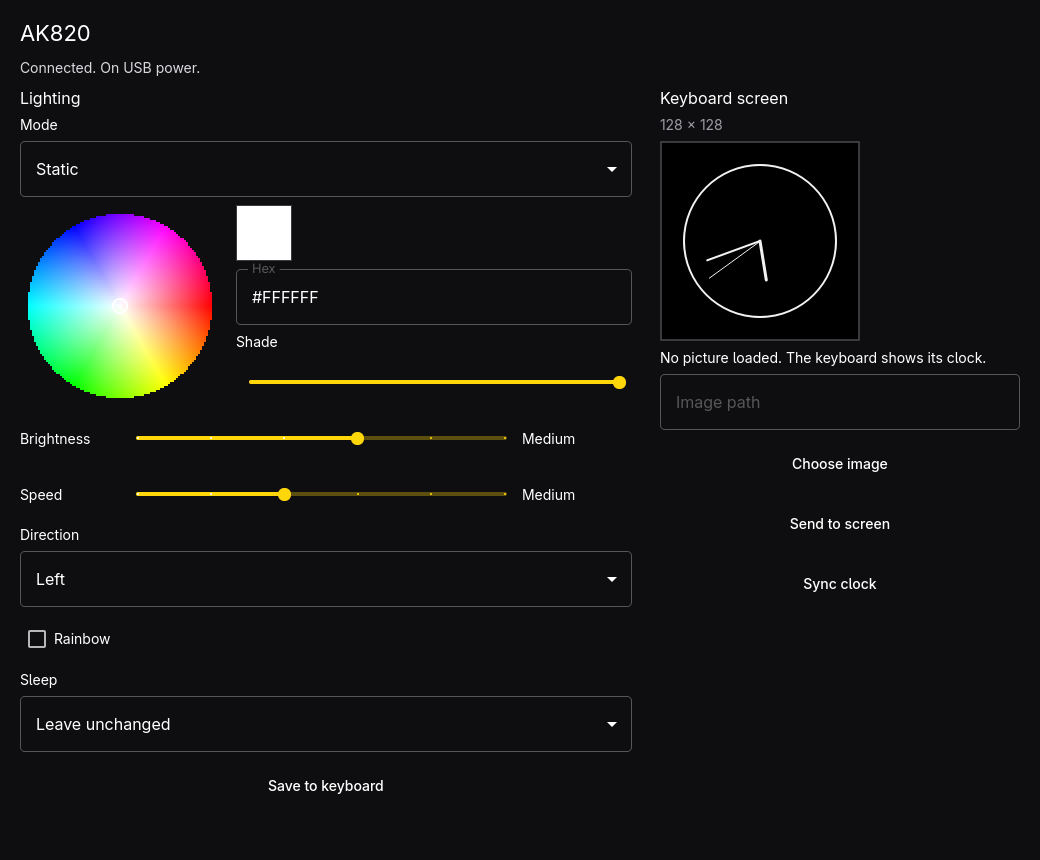 AK820
Connected. On USB power.
Lighting
Mode
Static
Hex
#FFFFFF
Shade
Brightness
Medium
Speed
Medium
Direction
Left
Rainbow
Sleep
Leave unchanged
Save to keyboard
Keyboard screen
128 × 128
No picture loaded. The keyboard shows its clock.
Image path
Choose image
Send to screen
Sync clock